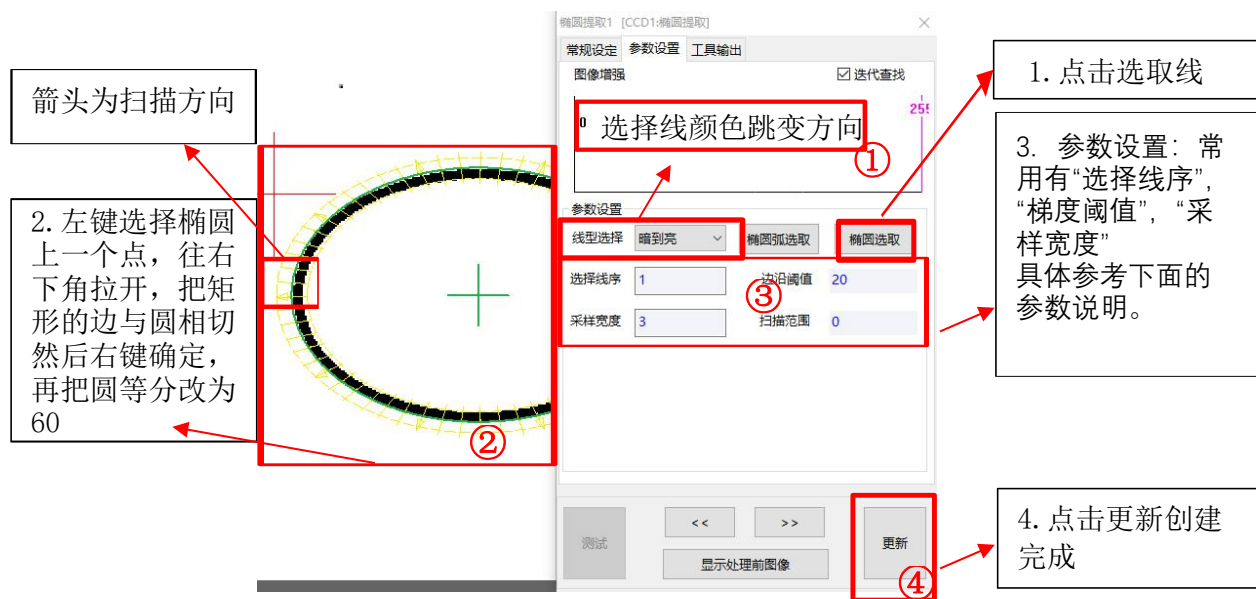 椭圆提取1 [CCD1:椭圆提取]
常规设定 参数设置 工具输出
图像增强
迭代查找
255
0
选择线颜色跳变方向
①
参数设置
线型选择 暗到亮 椭圆弧选取 椭圆选取
选择线序 1 边沿阈值 20
③
采样宽度 3 扫描范围 0
测试 << >> 更新
显示处理前图像
④
②
箭头为扫描方向
2.左键选择椭圆
上一个点，往右
下角拉开，把矩
形的边与圆相切
然后右键确定，
再把圆等分改为
60
1.点击选取线
3. 参数设置：常
用有“选择线序”,
“梯度阈值”，“采
样宽度”
具体参考下面的
参数说明。
4.点击更新创建
完成